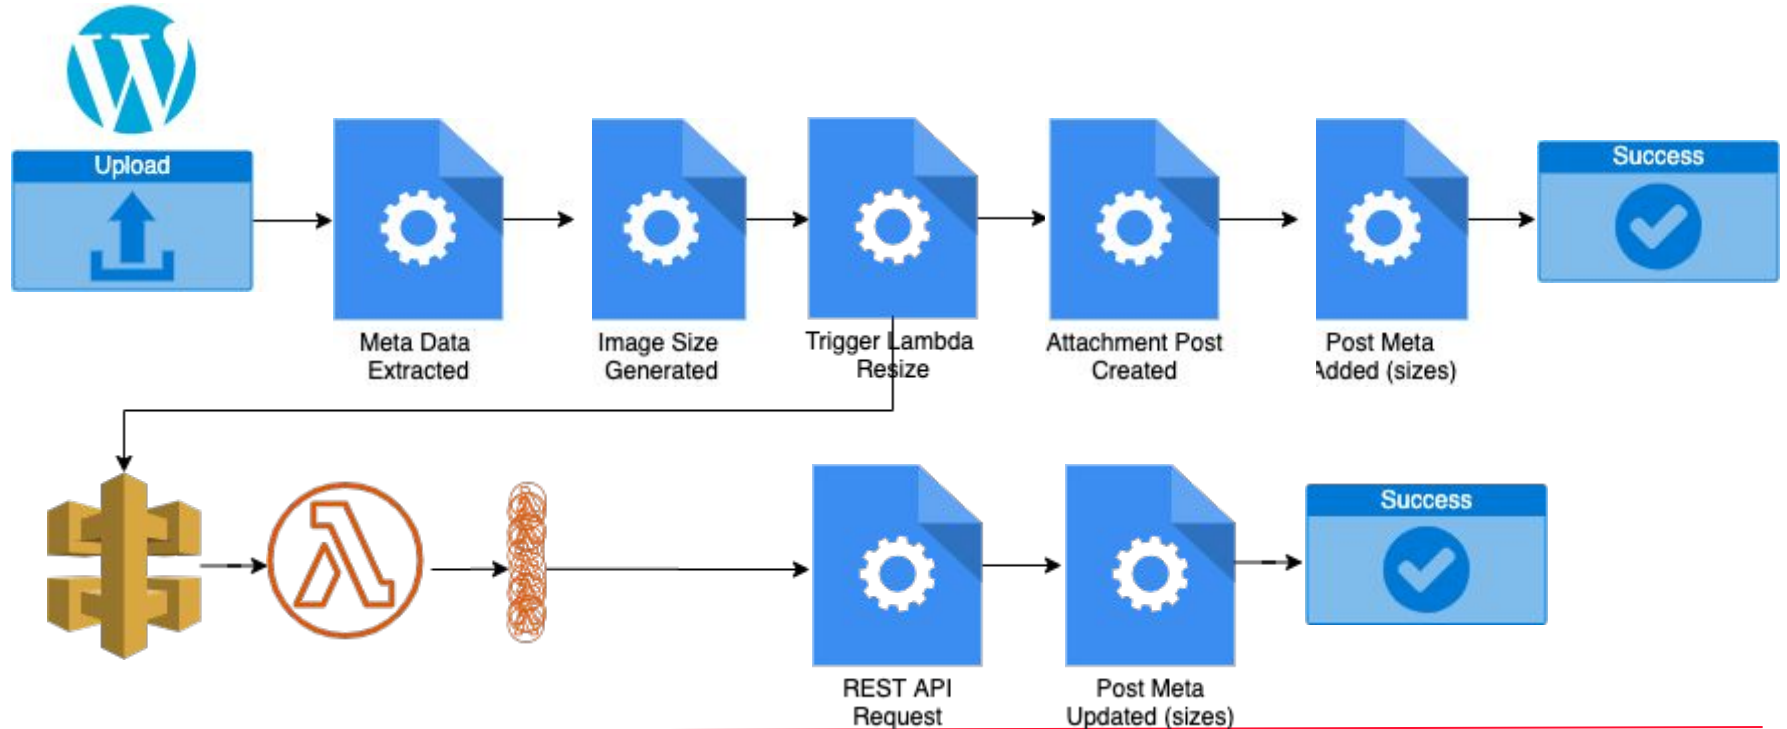 Upload
Success
Meta Data
Extracted
Image Size
Generated
Trigger Lambda
Resize
Attachment Post
Created
Post Meta
Added (sizes)
Success
REST API
Request
Post Meta
Updated (sizes)